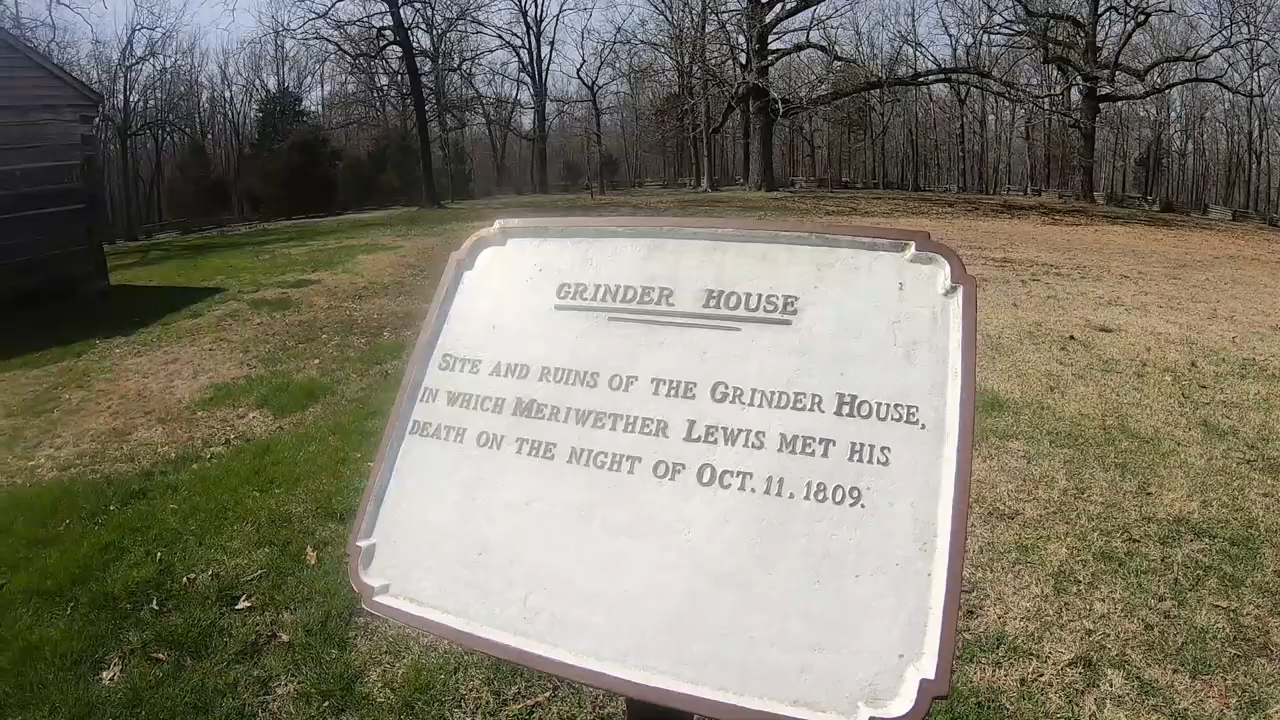 GRINDER HOUSE
SITE AND RUINS OF THE GRINDER HOUSE,
IN WHICH MERIWETHER LEWIS MET HIS
DEATH ON THE NIGHT OF OCT. 11, 1809.